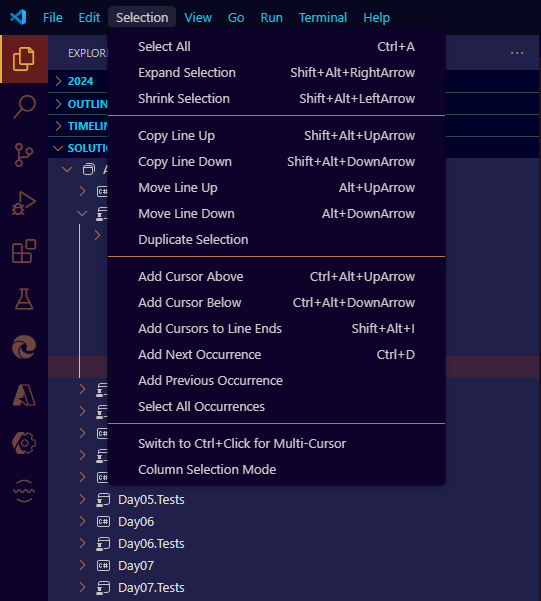 File Edit Selection View Go Run Terminal Help
EXPLOR
Select All Ctrl+A
Expand Selection Shift+Alt+RightArrow
Shrink Selection Shift+Alt+LeftArrow
Copy Line Up Shift+Alt+UpArrow
Copy Line Down Shift+Alt+DownArrow
Move Line Up Alt+UpArrow
Move Line Down Alt+DownArrow
Duplicate Selection
Add Cursor Above Ctrl+Alt+UpArrow
Add Cursor Below Ctrl+Alt+DownArrow
Add Cursors to Line Ends Shift+Alt+I
Add Next Occurrence Ctrl+D
Add Previous Occurrence
Select All Occurrences
Switch to Ctrl+Click for Multi-Cursor
Column Selection Mode
2024
OUTLIN
TIMELIN
SOLUTI
Day05.Tests
Day06
Day06.Tests
Day07
Day07.Tests